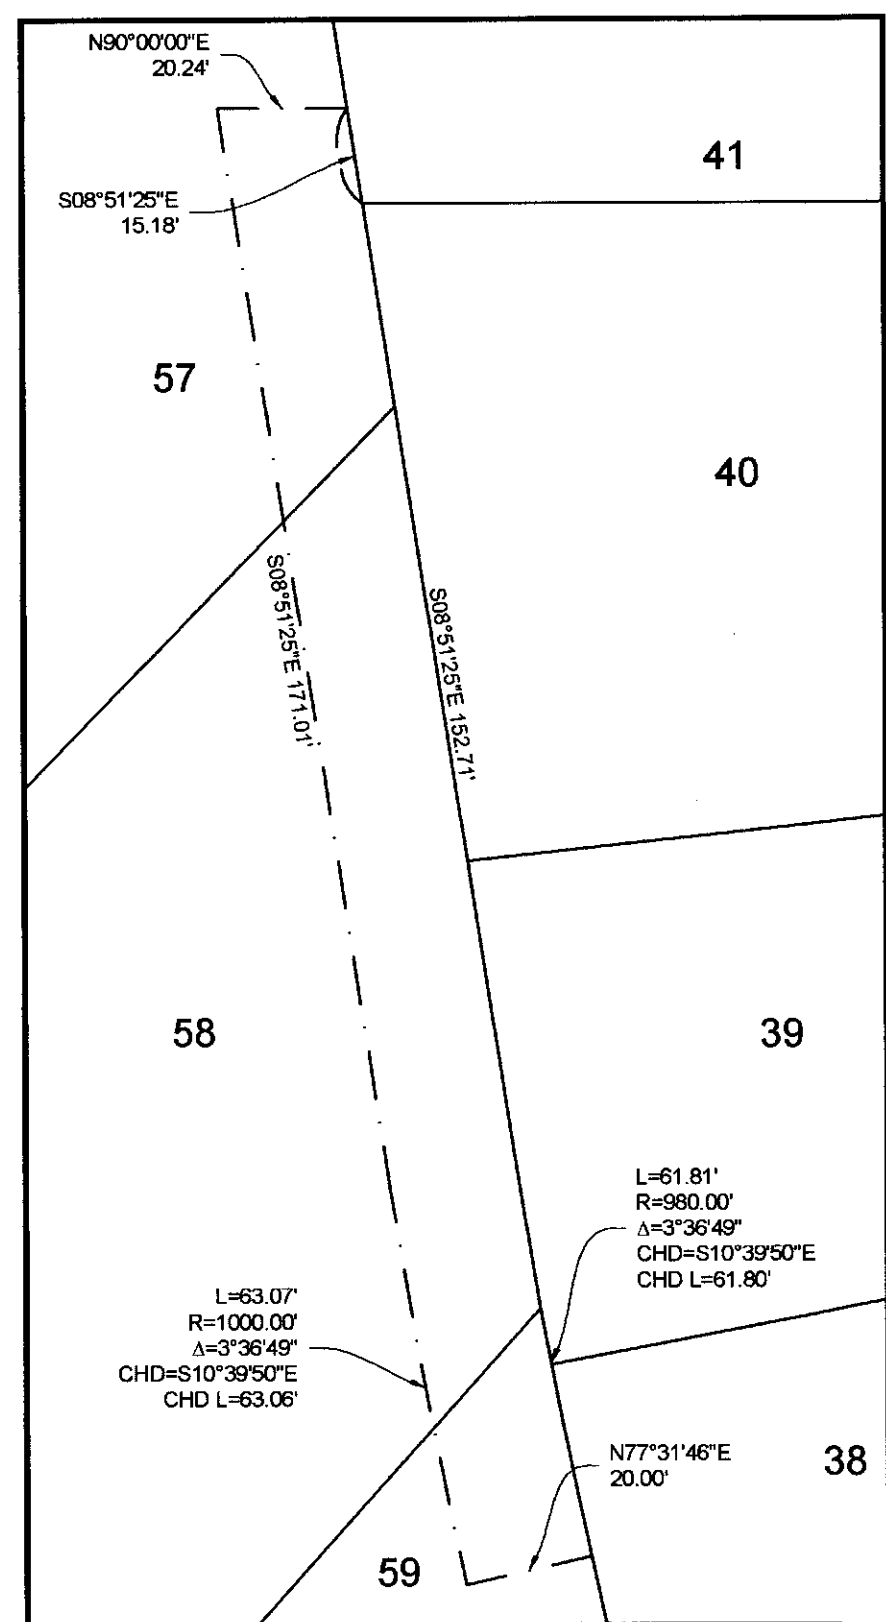 N90°00'00"E
20.24'
41
S08°51'25"E
15.18'
57
40
S08°51'25"E 171.01'
S08°51'25"E 152.71'
58
39
L=61.81'
R=980.00'
Δ=3°36'49"
CHD=S10°39'50"E
CHD L=61.80'
L=63.07'
R=1000.00'
Δ=3°36'49"
CHD=S10°39'50"E
CHD L=63.06'
N77°31'46"E
20.00'
38
59